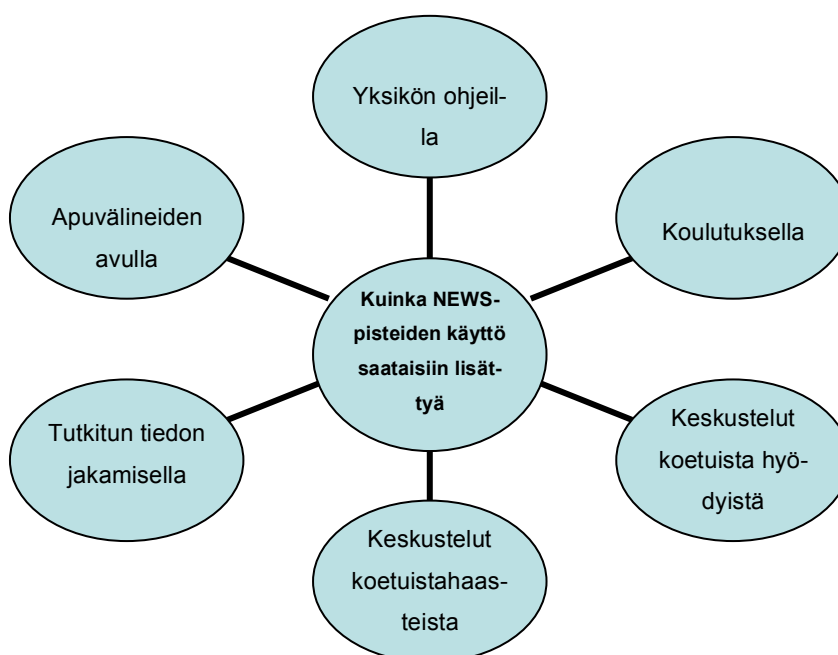 Yksikön ohjeil-
la
Apuvälineiden
avulla
Koulutuksella
Kuinka NEWS-
pisteiden käyttö
saataisiin lisät-
tyä
Tutkitun tiedon
jakamisella
Keskustelut
koetuista hyö-
dyistä
Keskustelut
koetuistahaas-
teista